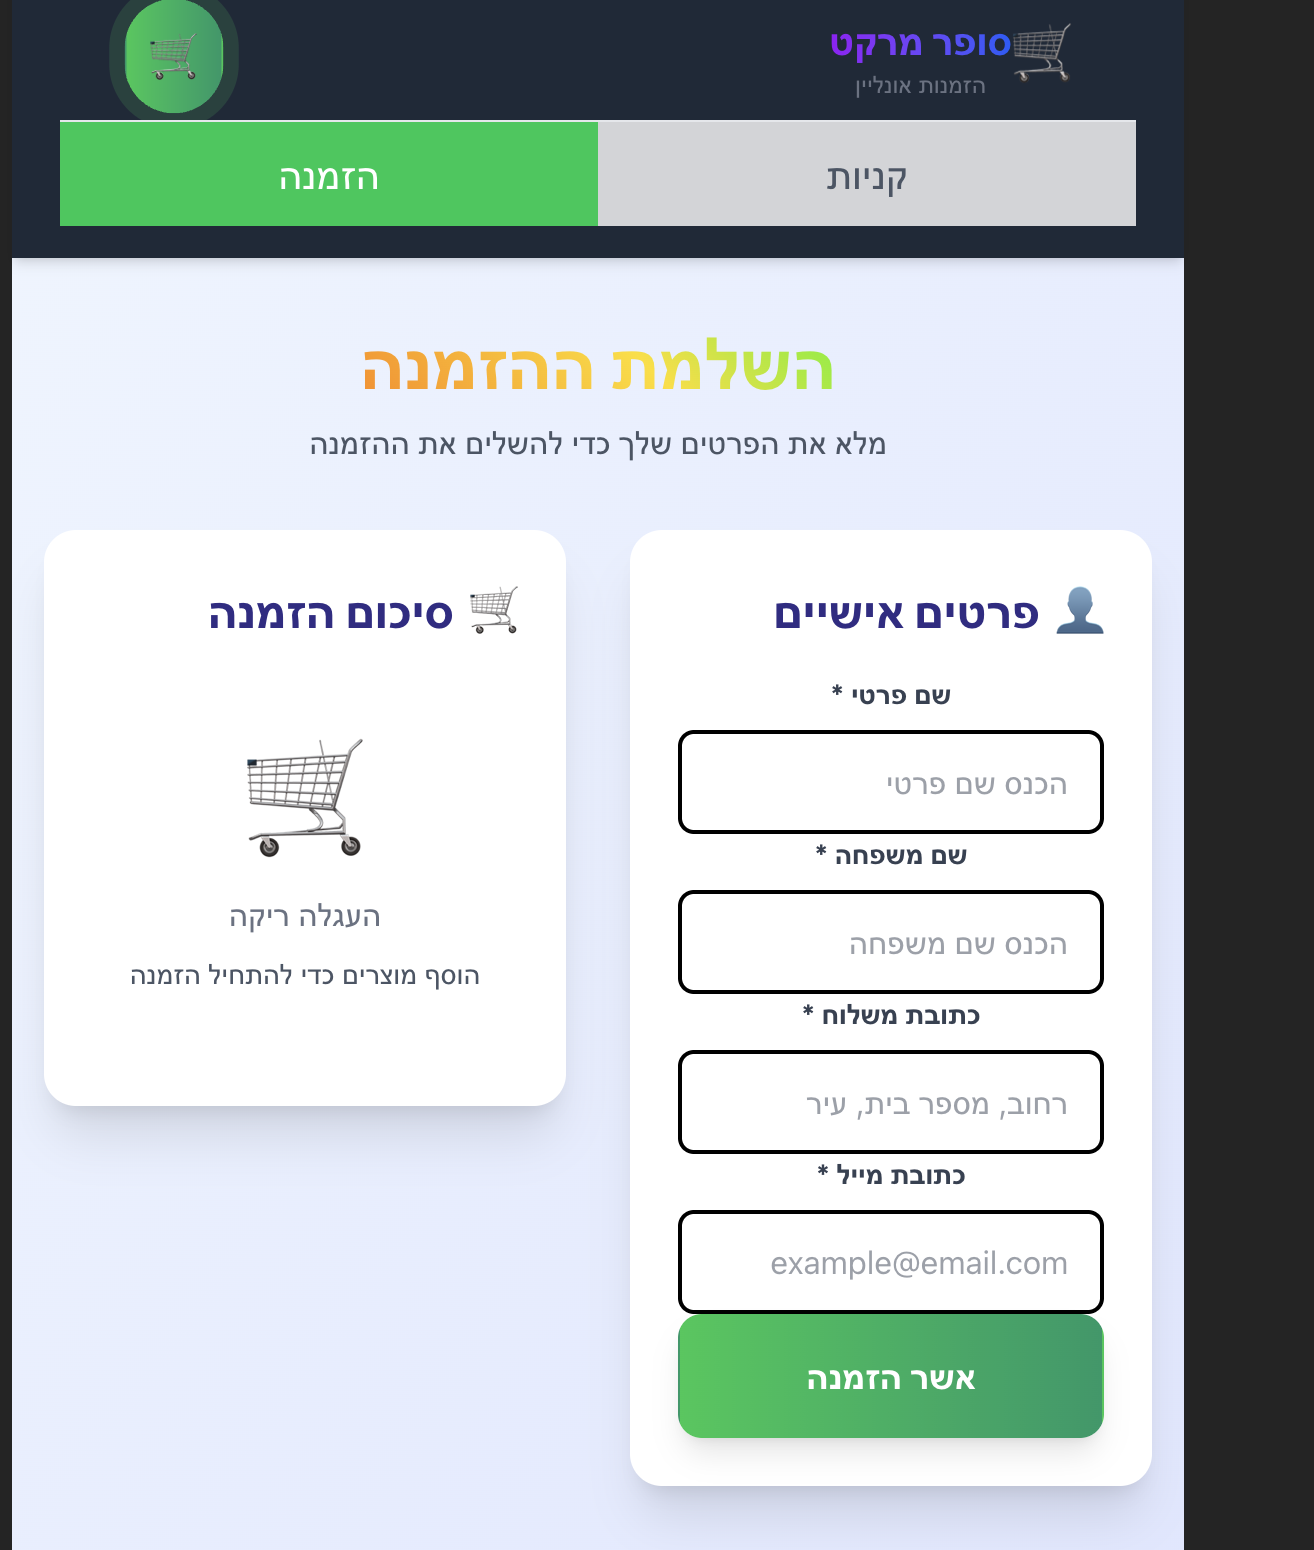 סופר מרקט
הזמנות אונליין
קניות
הזמנה
השלמת ההזמנה
מלא את הפרטים שלך כדי להשלים את ההזמנה
פרטים אישיים
שם פרטי *
הכנס שם פרטי
שם משפחה *
הכנס שם משפחה
כתובת משלוח *
רחוב, מספר בית, עיר
כתובת מייל *
example@email.com
אשר הזמנה
סיכום הזמנה
העגלה ריקה
הוסף מוצרים כדי להתחיל הזמנה